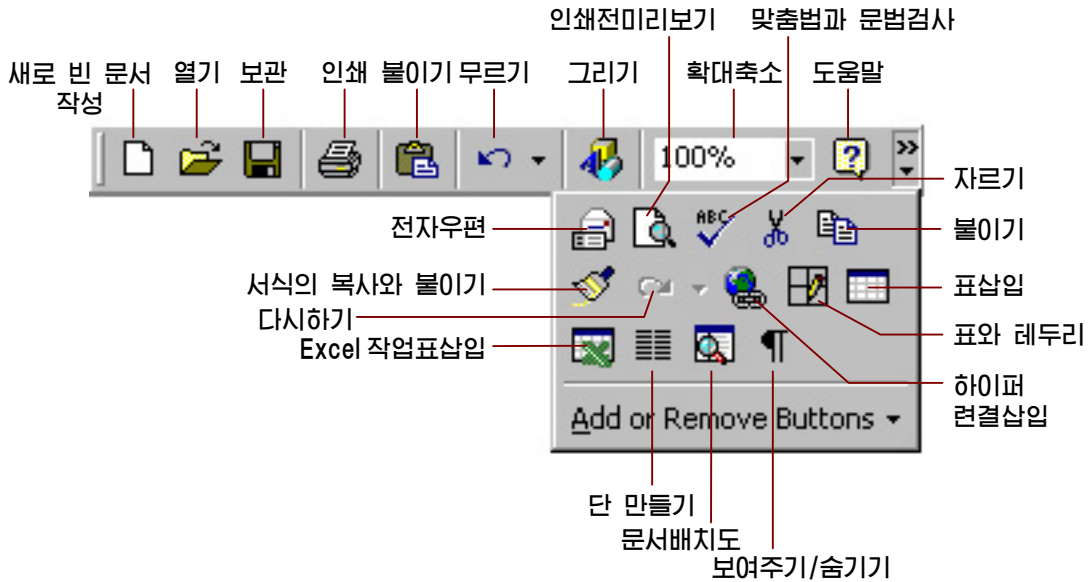 인쇄전미리보기 맞춤법과 문법검사
새로 빈 문서 열기 보관 인쇄 붙이기 무르기 그리기 확대축소 도움말
작성
100%
자르기
ABC
전자우편
붙이기
서식의 복사와 붙이기
표삽입
다시하기
표와 테두리
Excel 작업표삽입
하이퍼
Add or Remove Buttons
련결삽입
단 만들기
문서배치도
보여주기/숨기기